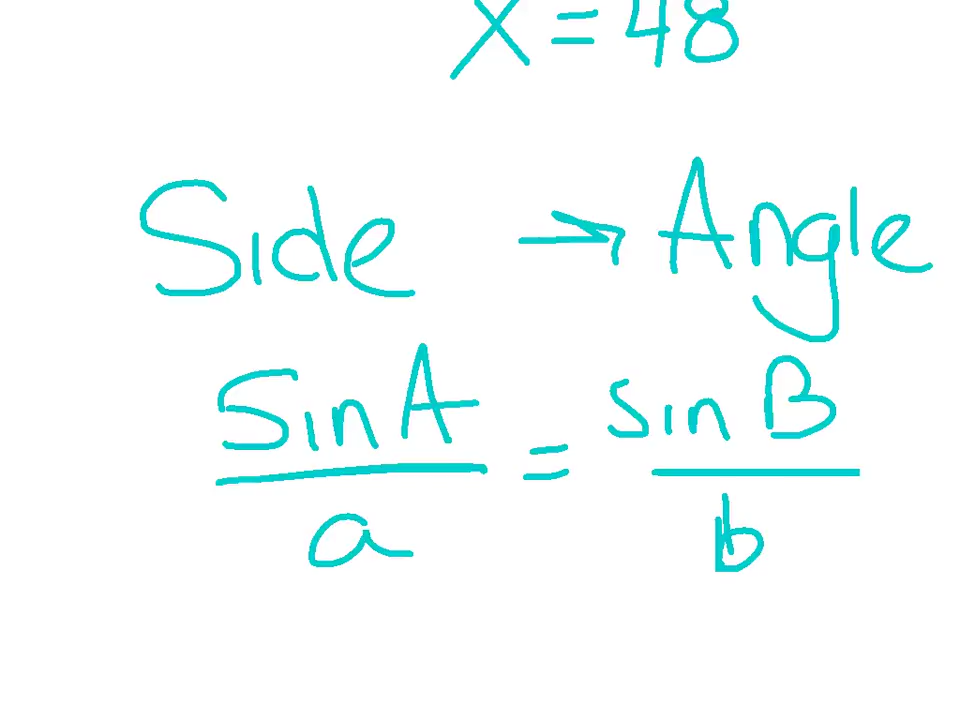 X = 48
Side → Angle
sin A / a = sin B / b